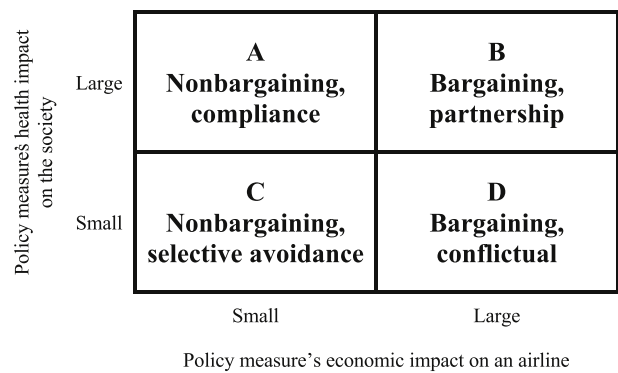 Policy measure's health impact
on the society
Large
A
Nonbargaining,
compliance
B
Bargaining,
partnership
Small
C
Nonbargaining,
selective avoidance
D
Bargaining,
conflictual
Small
Large
Policy measure’s economic impact on an airline